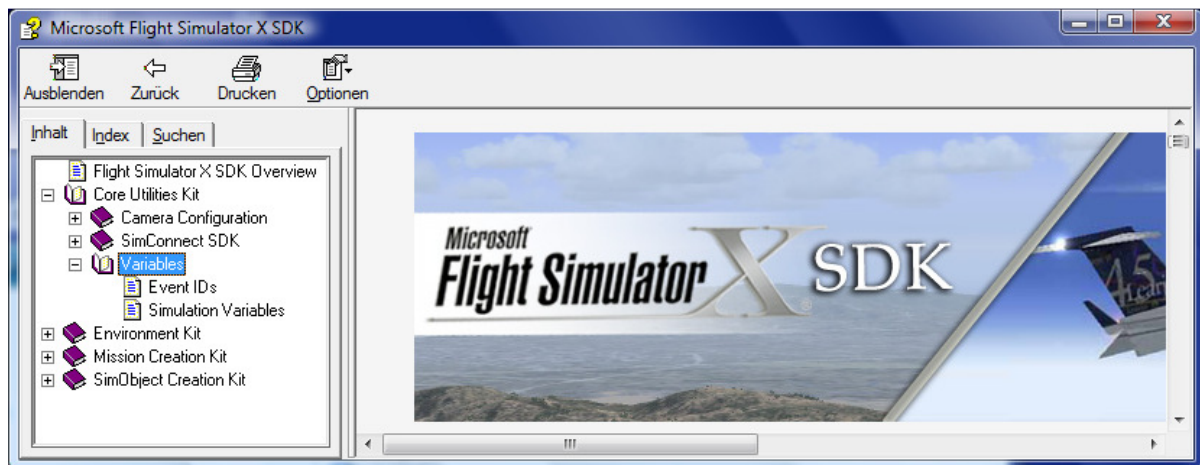 Microsoft Flight Simulator X SDK
Ausblenden Zurück Drucken Optionen
Inhalt Index Suchen
Flight Simulator X SDK Overview
Core Utilities Kit
Camera Configuration
SimConnect SDK
Variables
Event IDs
Simulation Variables
Environment Kit
Mission Creation Kit
SimObject Creation Kit
Microsoft
Flight Simulator X SDK